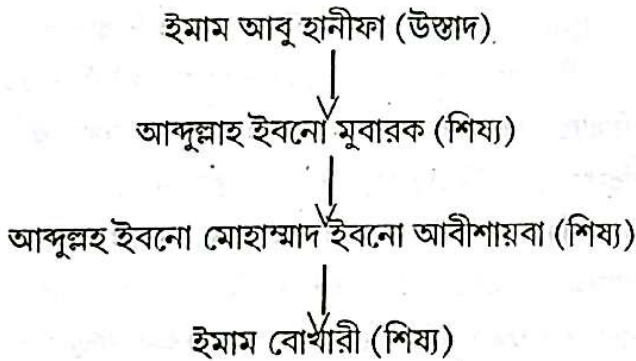 ইমাম আবু হানীফা (উস্তাদ)
আব্দুল্লাহ ইবনো মুবারক (শিষ্য)
আব্দুল্লহ ইবনো মোহাম্মাদ ইবনো আবীশায়বা (শিষ্য)
ইমাম বোখারী (শিষ্য)